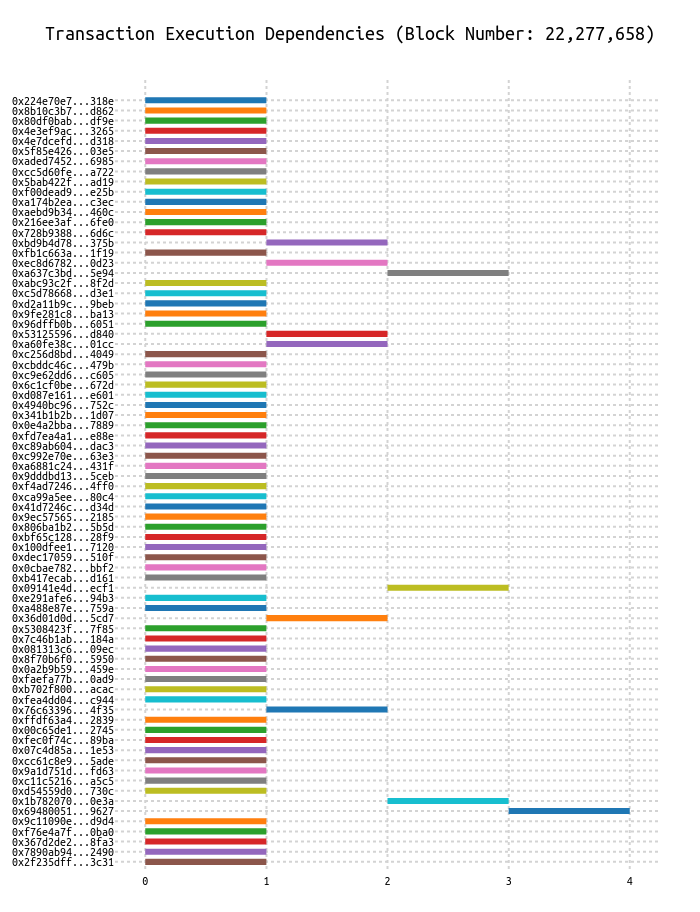 Transaction Execution Dependencies (Block Number: 22,277,658)
0x224e70e7...318e
0x8b10c3b7...d862
0x80df0bab...df9e
0x4e3ef9ac...3265
0x4e7dcefd...d318
0x5f85e426...03e5
0xaded7452...6985
0xcc5d60fe...a722
0x5bab422f...ad19
0xf00dead9...e25b
0xa174b2ea...c3ec
0xaebd9b34...460c
0x216ee3af...6fe0
0x728b9388...6d6c
0xbd9b4d78...375b
0xfb1c663a...1f19
0xec8d6782...0d23
0xa637c3bd...5e94
0xabc93c2f...8f2d
0xc5d78668...d3e1
0xd2a11b9c...9beb
0x9fe281c8...ba13
0x96dffb0b...6051
0x53125596...d840
0xa60fe38c...01cc
0xc256d8bd...4049
0xcbddc46c...479b
0xc9e62dd6...c605
0x6c1cf0be...672d
0xd087e161...e601
0x4940bc96...752c
0x341b1b2b...1d07
0x0e4a2bba...7889
0xfd7ea4a1...e88e
0xc89ab604...dac3
0xc992e70e...63e3
0xa6881c24...431f
0x9dddbd13...5ceb
0xf4ad7246...4ff0
0xca99a5ee...80c4
0x41d7246c...d34d
0x9ec57565...2185
0x806ba1b2...5b5d
0xbf65c128...28f9
0x100dfee1...7120
0xdec17059...510f
0x0cbae782...bbf2
0xb417ecab...d161
0x09141e4d...ecf1
0xe291afe6...94b3
0xa488e87e...759a
0x36d01d0d...5cd7
0x5308423f...7f85
0x7c46b1ab...184a
0x081313c6...09ec
0x8f70b6f0...5950
0x0a2b9b59...459e
0xfaefa77b...0ad9
0xb702f800...acac
0xfea4dd04...c944
0x76c63396...4f35
0xffdf63a4...2839
0x00c65de1...2745
0xfec0f74c...89ba
0x07c4d85a...1e53
0xcc61c8e9...5ade
0x9a1d751d...fd63
0xc11c5216...a5c5
0xd54559d0...730c
0x1b782070...0e3a
0x69480051...9627
0x9c11090e...d9d4
0xf76e4a7f...0ba0
0x367d2de2...8fa3
0x7890ab94...2490
0x2f235dff...3c31
0 1 2 3 4